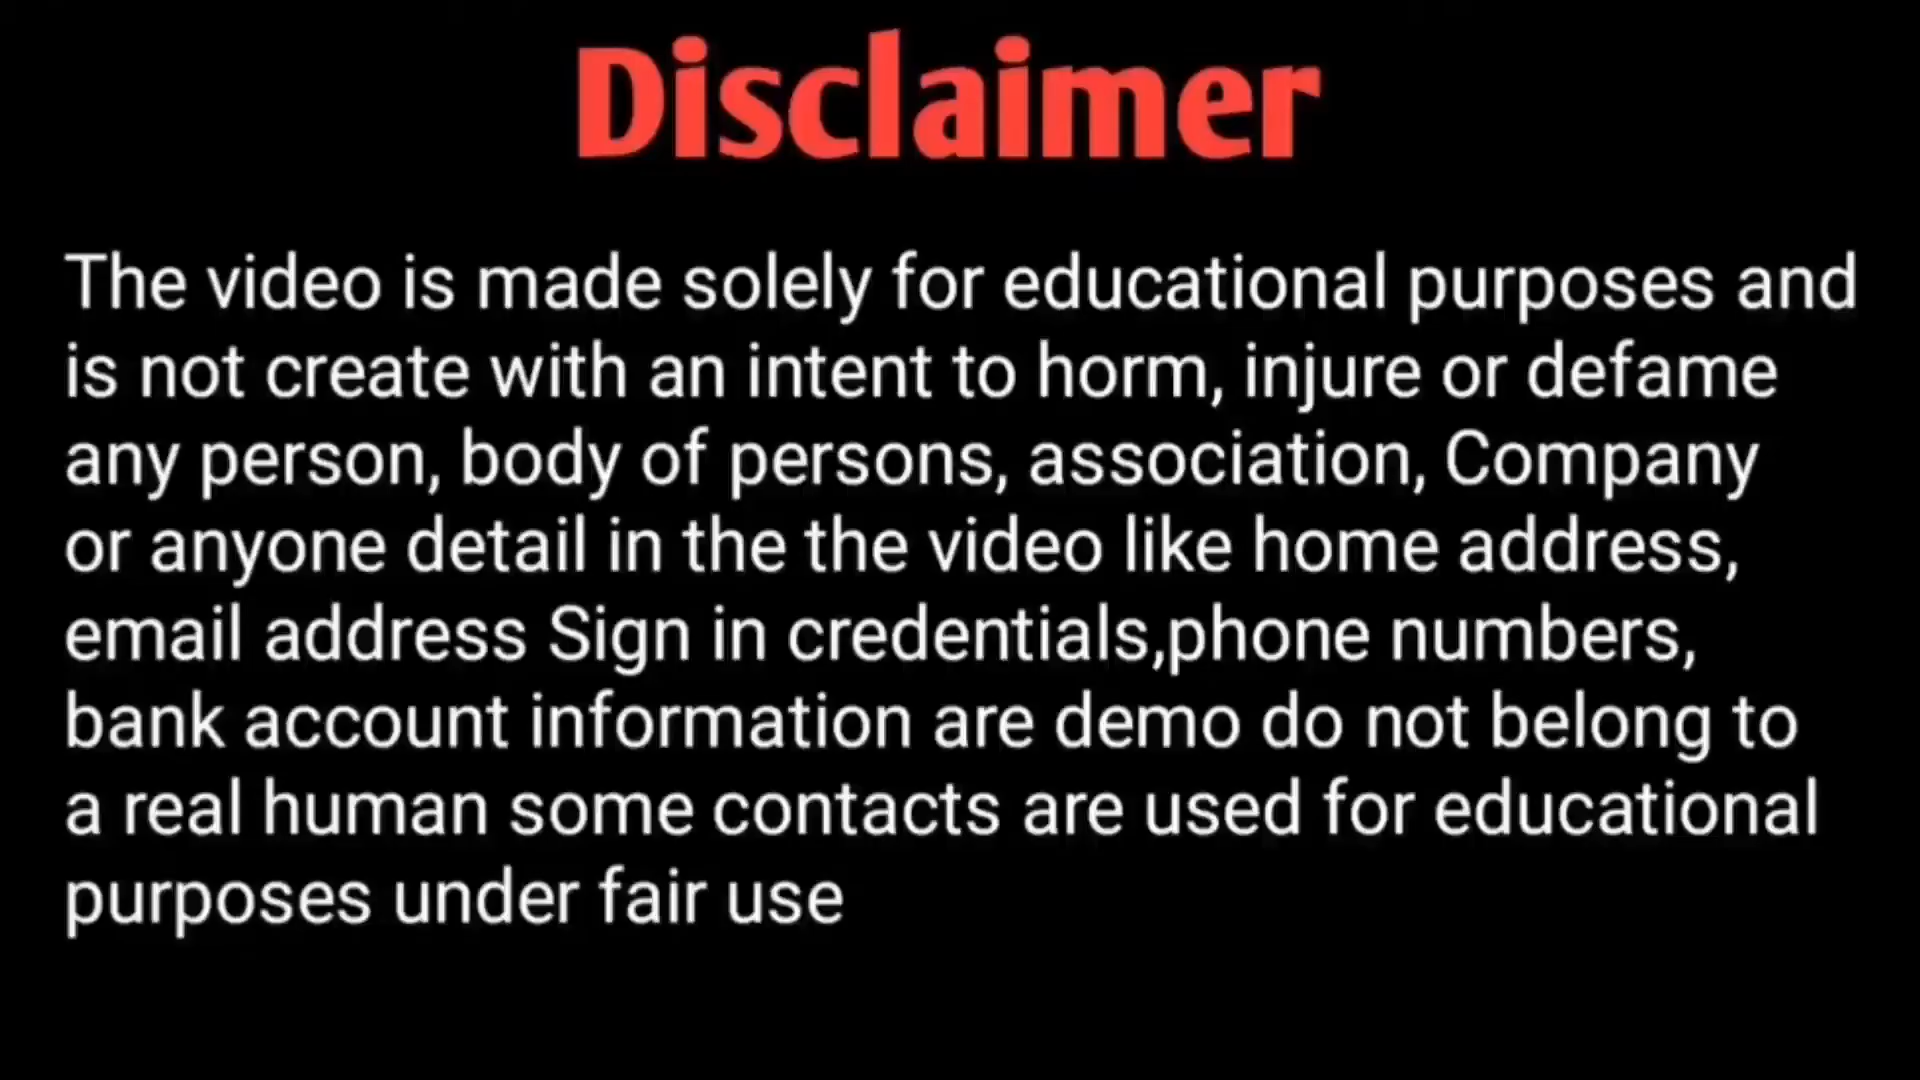 Disclaimer
The video is made solely for educational purposes and
is not create with an intent to horm, injure or defame
any person, body of persons, association, Company
or anyone detail in the the video like home address,
email address Sign in credentials,phone numbers,
bank account information are demo do not belong to
a real human some contacts are used for educational
purposes under fair use